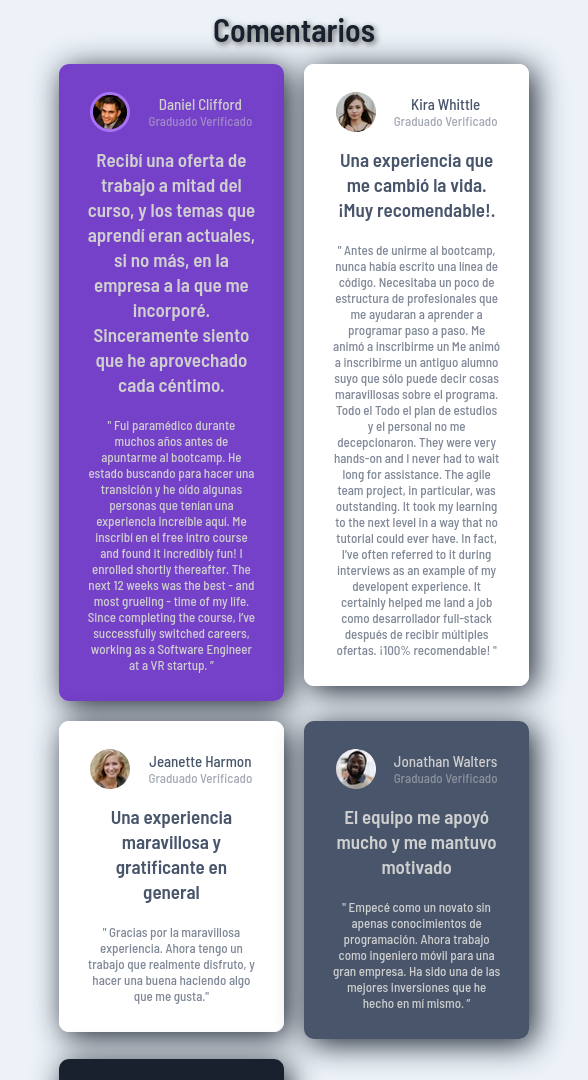 Comentarios
Daniel Clifford
Graduado Verificado
Recibí una oferta de
trabajo a mitad del
curso, y los temas que
aprendí eran actuales,
si no más, en la
empresa a la que me
incorporé.
Sinceramente siento
que he aprovechado
cada céntimo.
" Fui paramédico durante
muchos años antes de
apuntarme al bootcamp. He
estado buscando para hacer una
transición y he oído algunas
personas que tenían una
experiencia increíble aquí. Me
inscribí en el free intro course
and found it incredibly fun! I
enrolled shortly thereafter. The
next 12 weeks was the best - and
most grueling - time of my life.
Since completing the course, I've
successfully switched careers,
working as a Software Engineer
at a VR startup. ”
Kira Whittle
Graduado Verificado
Una experiencia que
me cambió la vida.
¡Muy recomendable!.
" Antes de unirme al bootcamp,
nunca había escrito una línea de
código. Necesitaba un poco de
estructura de profesionales que
me ayudaran a aprender a
programar paso a paso. Me
animó a inscribirme un Me animó
a inscribirme un antiguo alumno
suyo que sólo puede decir cosas
maravillosas sobre el programa.
Todo el Todo el plan de estudios
y el personal no me
decepcionaron. They were very
hands-on and I never had to wait
long for assistance. The agile
team project, in particular, was
outstanding. It took my learning
to the next level in a way that no
tutorial could ever have. In fact,
I've often referred to it during
interviews as an example of my
developent experience. It
certainly helped me land a job
como desarrollador full-stack
después de recibir múltiples
ofertas. ¡100% recomendable! "
Jeanette Harmon
Graduado Verificado
Una experiencia
maravillosa y
gratificante en
general
" Gracias por la maravillosa
experiencia. Ahora tengo un
trabajo que realmente disfruto, y
hacer una buena haciendo algo
que me gusta."
Jonathan Walters
Graduado Verificado
El equipo me apoyó
mucho y me mantuvo
motivado
" Empecé como un novato sin
apenas conocimientos de
programación. Ahora trabajo
como ingeniero móvil para una
gran empresa. Ha sido una de las
mejores inversiones que he
hecho en mí mismo. ”